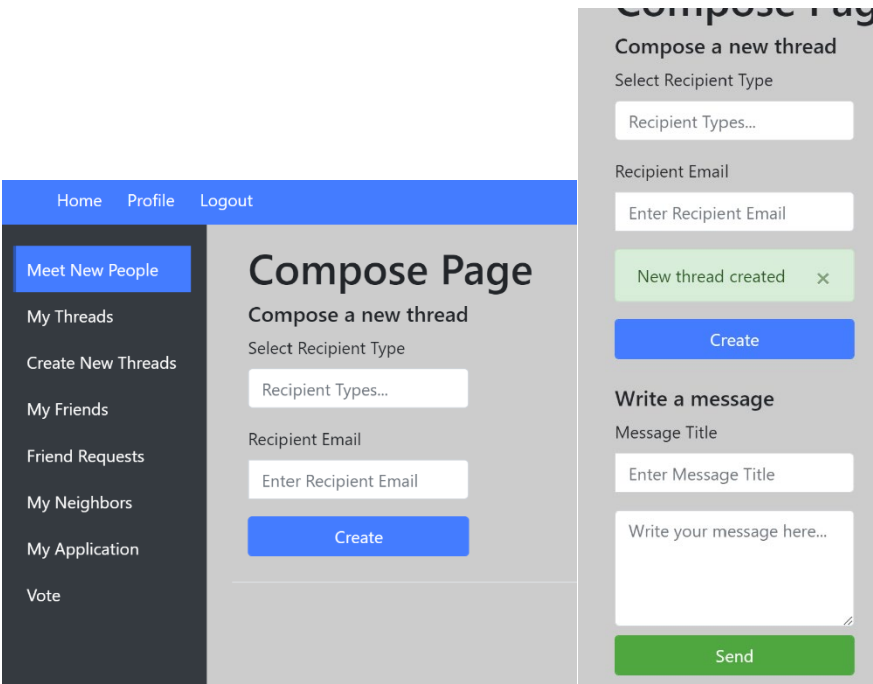 Home Profile Logout
Meet New People
My Threads
Create New Threads
My Friends
Friend Requests
My Neighbors
My Application
Vote
Compose Page
Compose a new thread
Select Recipient Type
Recipient Types...
Recipient Email
Enter Recipient Email
Create
Compose Pag
Compose a new thread
Select Recipient Type
Recipient Types...
Recipient Email
Enter Recipient Email
New thread created ×
Create
Write a message
Message Title
Enter Message Title
Write your message here...
Send